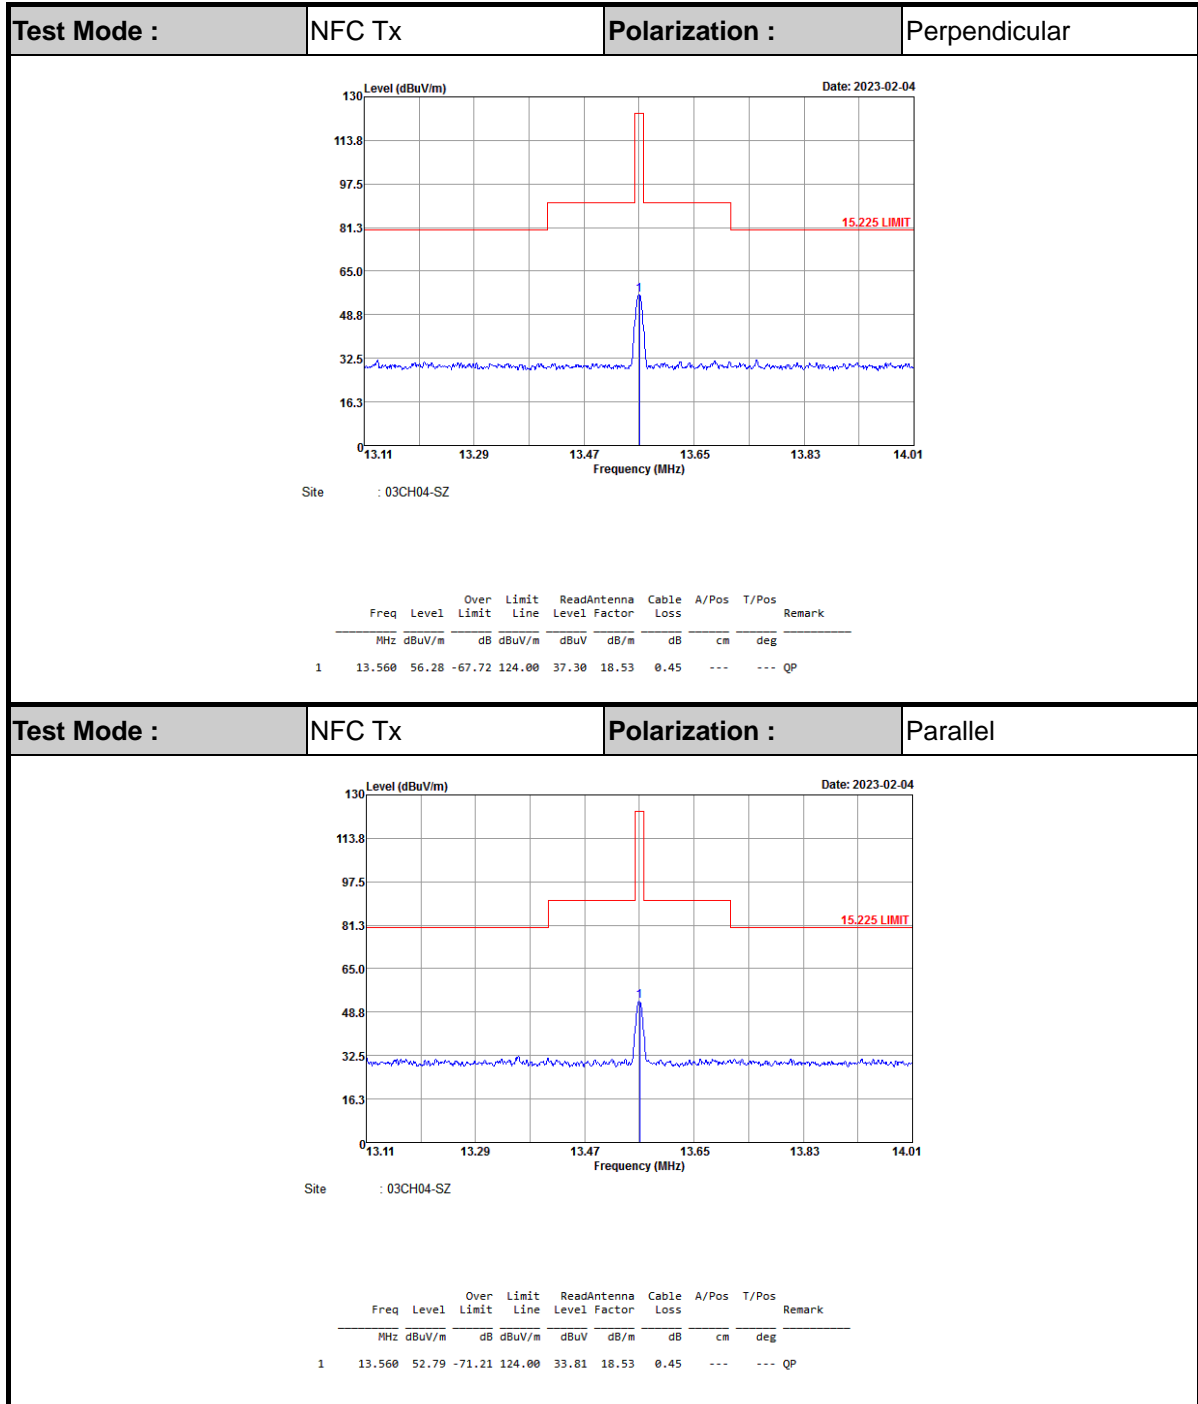 Test Mode : NFC Tx Polarization : Perpendicular
Level (dBuV/m) Date: 2023-02-04
130
113.8
97.5
81.3
15.225 LIMIT
65.0
1
48.8
32.5
16.3
0
13.11 13.29 13.47 13.65 13.83 14.01
Frequency (MHz)
Site : 03CH04-SZ
Over Limit ReadAntenna Cable A/Pos T/Pos
Freq Level Limit Line Level Factor Loss Remark
MHz dBuV/m dB dBuV/m dBuV dB/m dB cm deg
1 13.560 56.28 -67.72 124.00 37.30 18.53 0.45 --- --- QP
Test Mode : NFC Tx Polarization : Parallel
Level (dBuV/m) Date: 2023-02-04
130
113.8
97.5
81.3
15.225 LIMIT
65.0
1
48.8
32.5
16.3
0
13.11 13.29 13.47 13.65 13.83 14.01
Frequency (MHz)
Site : 03CH04-SZ
Over Limit ReadAntenna Cable A/Pos T/Pos
Freq Level Limit Line Level Factor Loss Remark
MHz dBuV/m dB dBuV/m dBuV dB/m dB cm deg
1 13.560 52.79 -71.21 124.00 33.81 18.53 0.45 --- --- QP